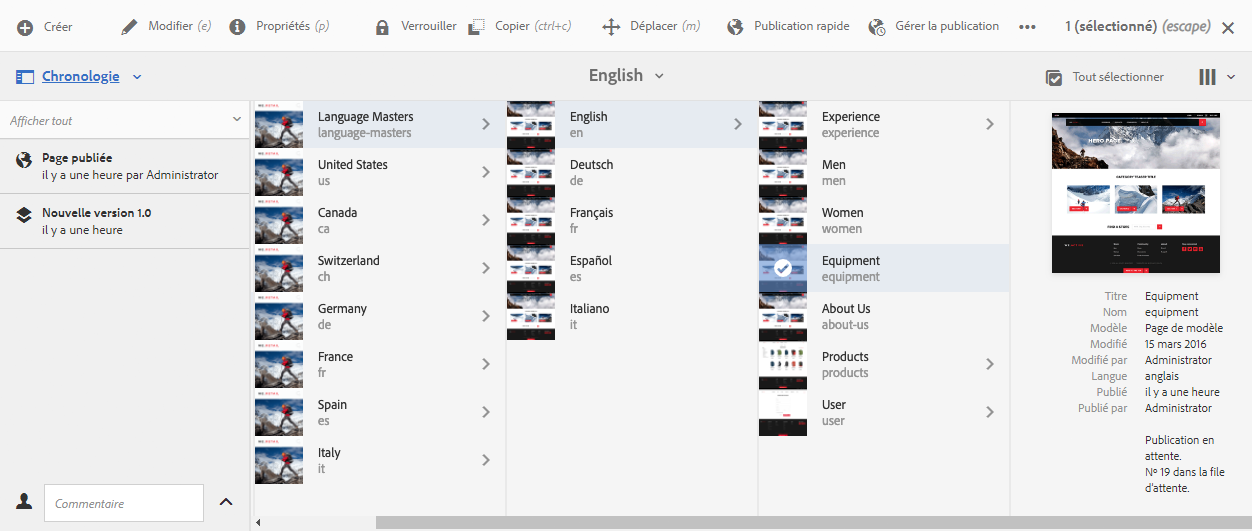 Créer
Modifier (e)
Propriétés (p)
Verrouiller
Copier (ctrl+c)
Déplacer (m)
Publication rapide
Gérer la publication
1 (sélectionné) (escape)
Chronologie
English
Tout sélectionner
Afficher tout
Page publiée
il y a une heure par Administrator
Nouvelle version 1.0
il y a une heure
Commentaire
Language Masters
language-masters
United States
us
Canada
ca
Switzerland
ch
Germany
de
France
fr
Spain
es
Italy
it
English
en
Deutsch
de
Français
fr
Español
es
Italiano
it
Experience
experience
Men
men
Women
women
Equipment
equipment
About Us
about-us
Products
products
User
user
HERO PAGE
Titre Equipment
Nom equipment
Modèle Page de modèle
Modifié 15 mars 2016
Modifié par Administrator
Langue anglais
Publié il y a une heure
Publié par Administrator
Publication en
attente.
Nº 19 dans la file
d'attente.